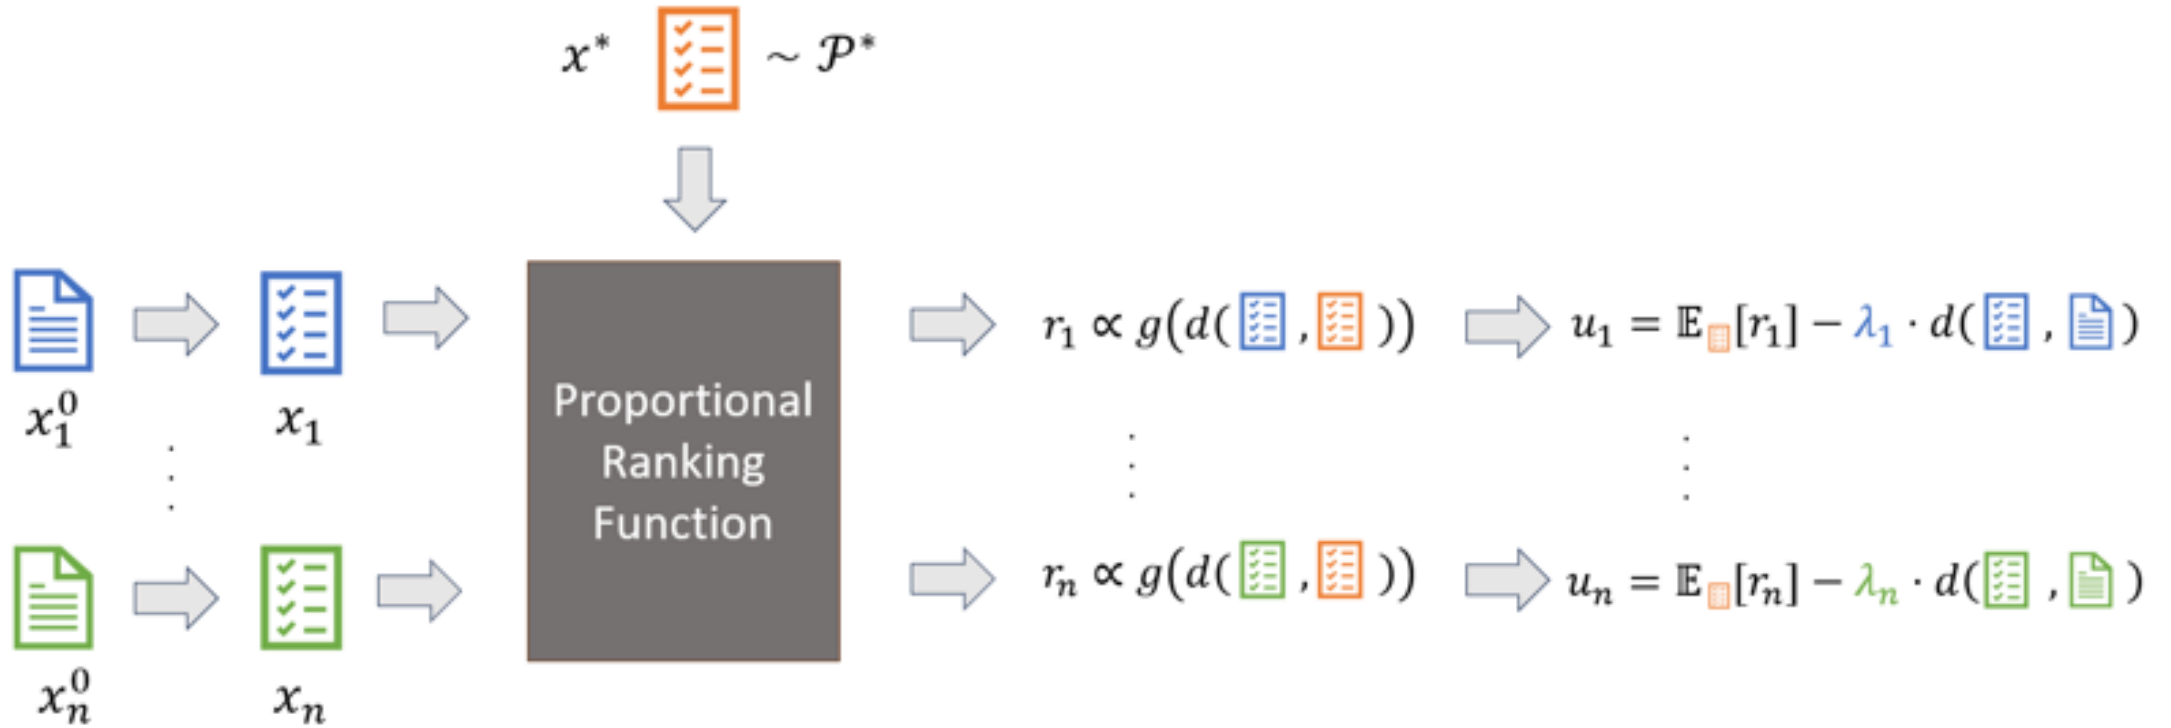 x* ~ 𝒫*
r₁ ∝ g(d( , )) u₁ = 𝔼[r₁] − λ₁ · d( , )
x₁⁰ x₁
Proportional
Ranking
Function
rₙ ∝ g(d( , )) uₙ = 𝔼[rₙ] − λₙ · d( , )
xₙ⁰ xₙ